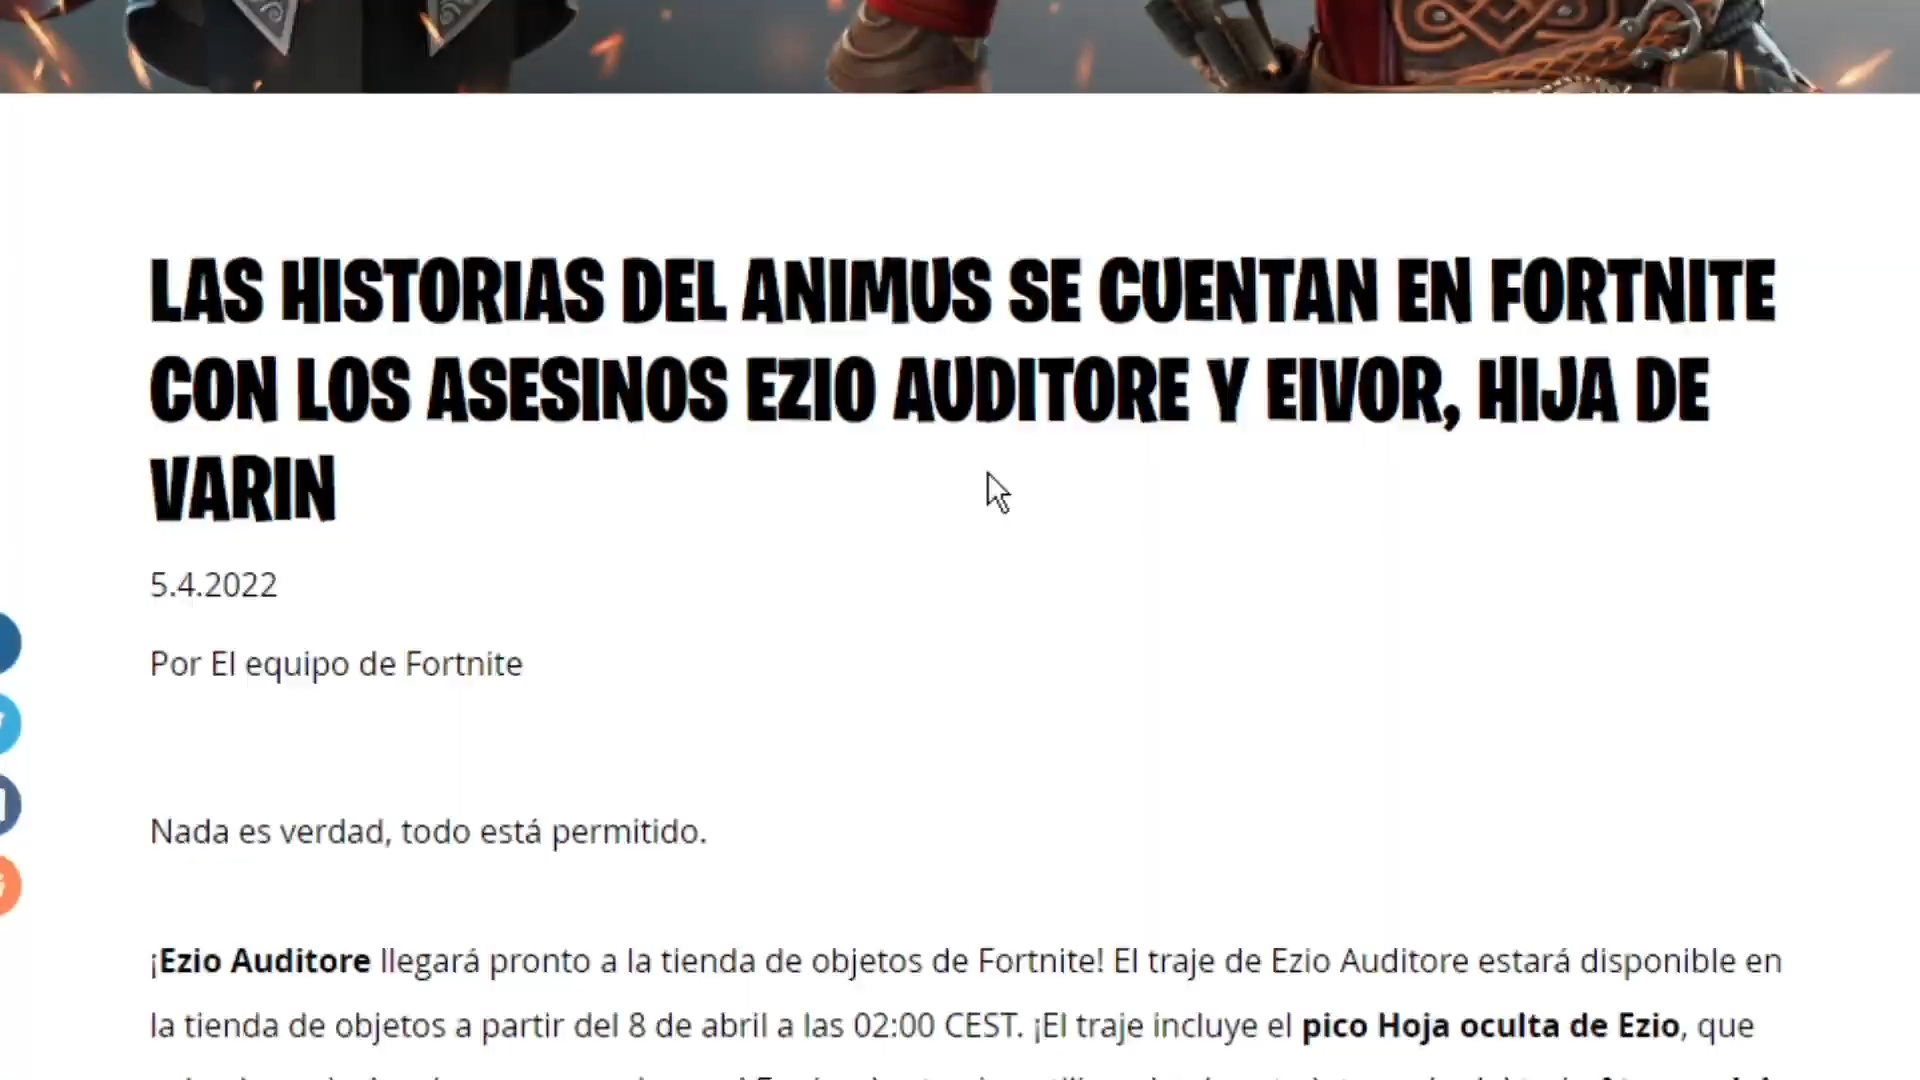 LAS HISTORIAS DEL ANIMUS SE CUENTAN EN FORTNITE
CON LOS ASESINOS EZIO AUDITORE Y EIVOR, HIJA DE
VARIN
5.4.2022
Por El equipo de Fortnite
Nada es verdad, todo está permitido.
¡Ezio Auditore llegará pronto a la tienda de objetos de Fortnite! El traje de Ezio Auditore estará disponible en
la tienda de objetos a partir del 8 de abril a las 02:00 CEST. ¡El traje incluye el pico Hoja oculta de Ezio, que